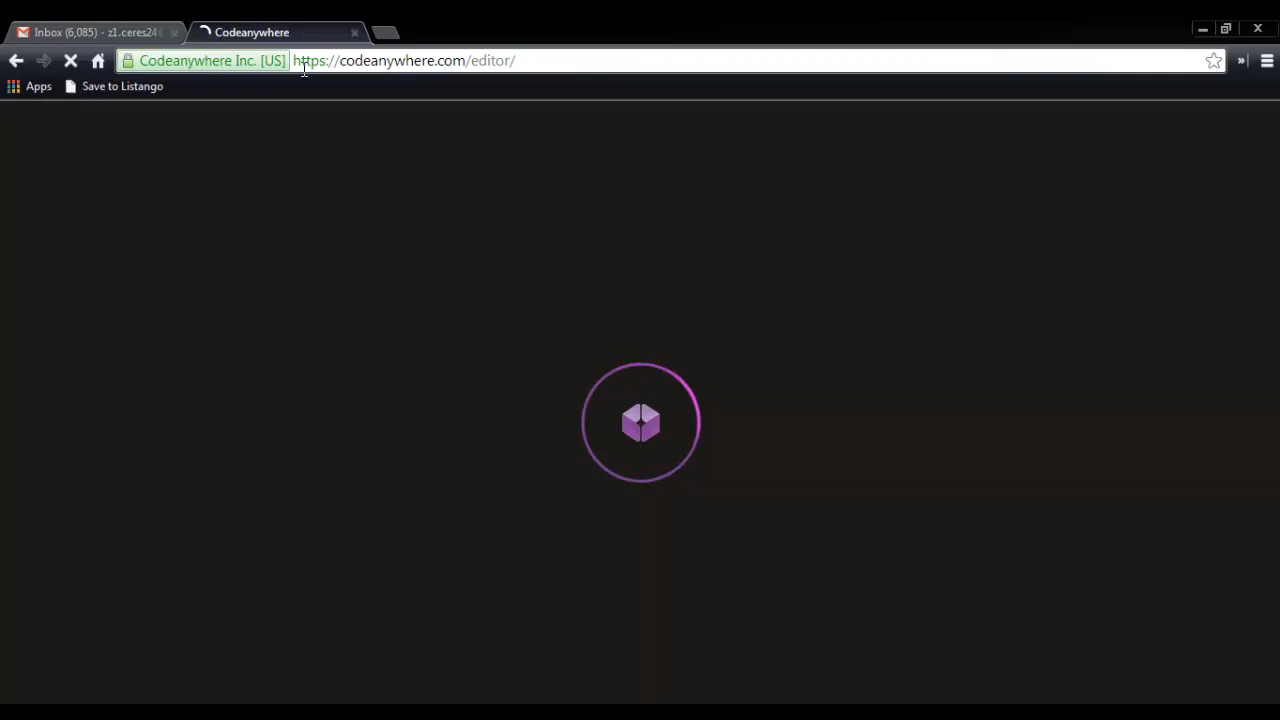 Inbox (6,085) - z1.ceres24
Codeanywhere
Codeanywhere Inc. [US] https://codeanywhere.com/editor/
Apps Save to Listango